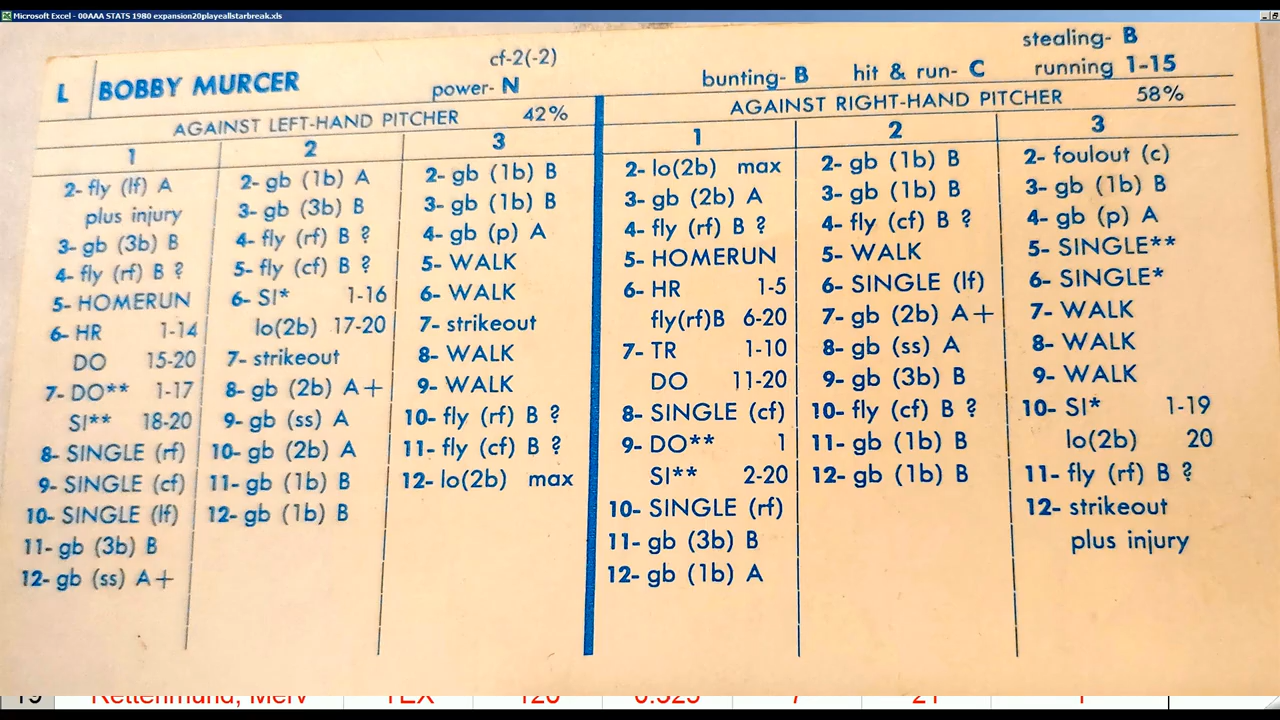 Microsoft Excel - 00AAA STATS 1980 expansion20playeallstarbreak.xls
L BOBBY MURCER
cf-2(-2)
power- N
bunting- B hit & run- C
stealing- B
running 1-15
AGAINST LEFT-HAND PITCHER 42%
1 2 3
2- fly (lf) A
plus injury
3- gb (3b) B
4- fly (rf) B ?
5- HOMERUN
6- HR 1-14
DO 15-20
7- DO** 1-17
SI** 18-20
8- SINGLE (rf)
9- SINGLE (cf)
10- SINGLE (lf)
11- gb (3b) B
12- gb (ss) A+
2- gb (1b) A
3- gb (3b) B
4- fly (rf) B ?
5- fly (cf) B ?
6- SI* 1-16
lo(2b) 17-20
7- strikeout
8- gb (2b) A+
9- gb (ss) A
10- gb (2b) A
11- gb (1b) B
12- gb (1b) B
2- gb (1b) B
3- gb (1b) B
4- gb (p) A
5- WALK
6- WALK
7- strikeout
8- WALK
9- WALK
10- fly (rf) B ?
11- fly (cf) B ?
12- lo(2b) max
AGAINST RIGHT-HAND PITCHER 58%
1 2 3
2- lo(2b) max
3- gb (2b) A
4- fly (rf) B ?
5- HOMERUN
6- HR 1-5
fly(rf)B 6-20
7- TR 1-10
DO 11-20
8- SINGLE (cf)
9- DO** 1
SI** 2-20
10- SINGLE (rf)
11- gb (3b) B
12- gb (1b) A
2- gb (1b) B
3- gb (1b) B
4- fly (cf) B ?
5- WALK
6- SINGLE (lf)
7- gb (2b) A+
8- gb (ss) A
9- gb (3b) B
10- fly (cf) B ?
11- gb (1b) B
12- gb (1b) B
2- foulout (c)
3- gb (1b) B
4- gb (p) A
5- SINGLE**
6- SINGLE*
7- WALK
8- WALK
9- WALK
10- SI* 1-19
lo(2b) 20
11- fly (rf) B ?
12- strikeout
plus injury
19 Rettenmund, Merv TEX